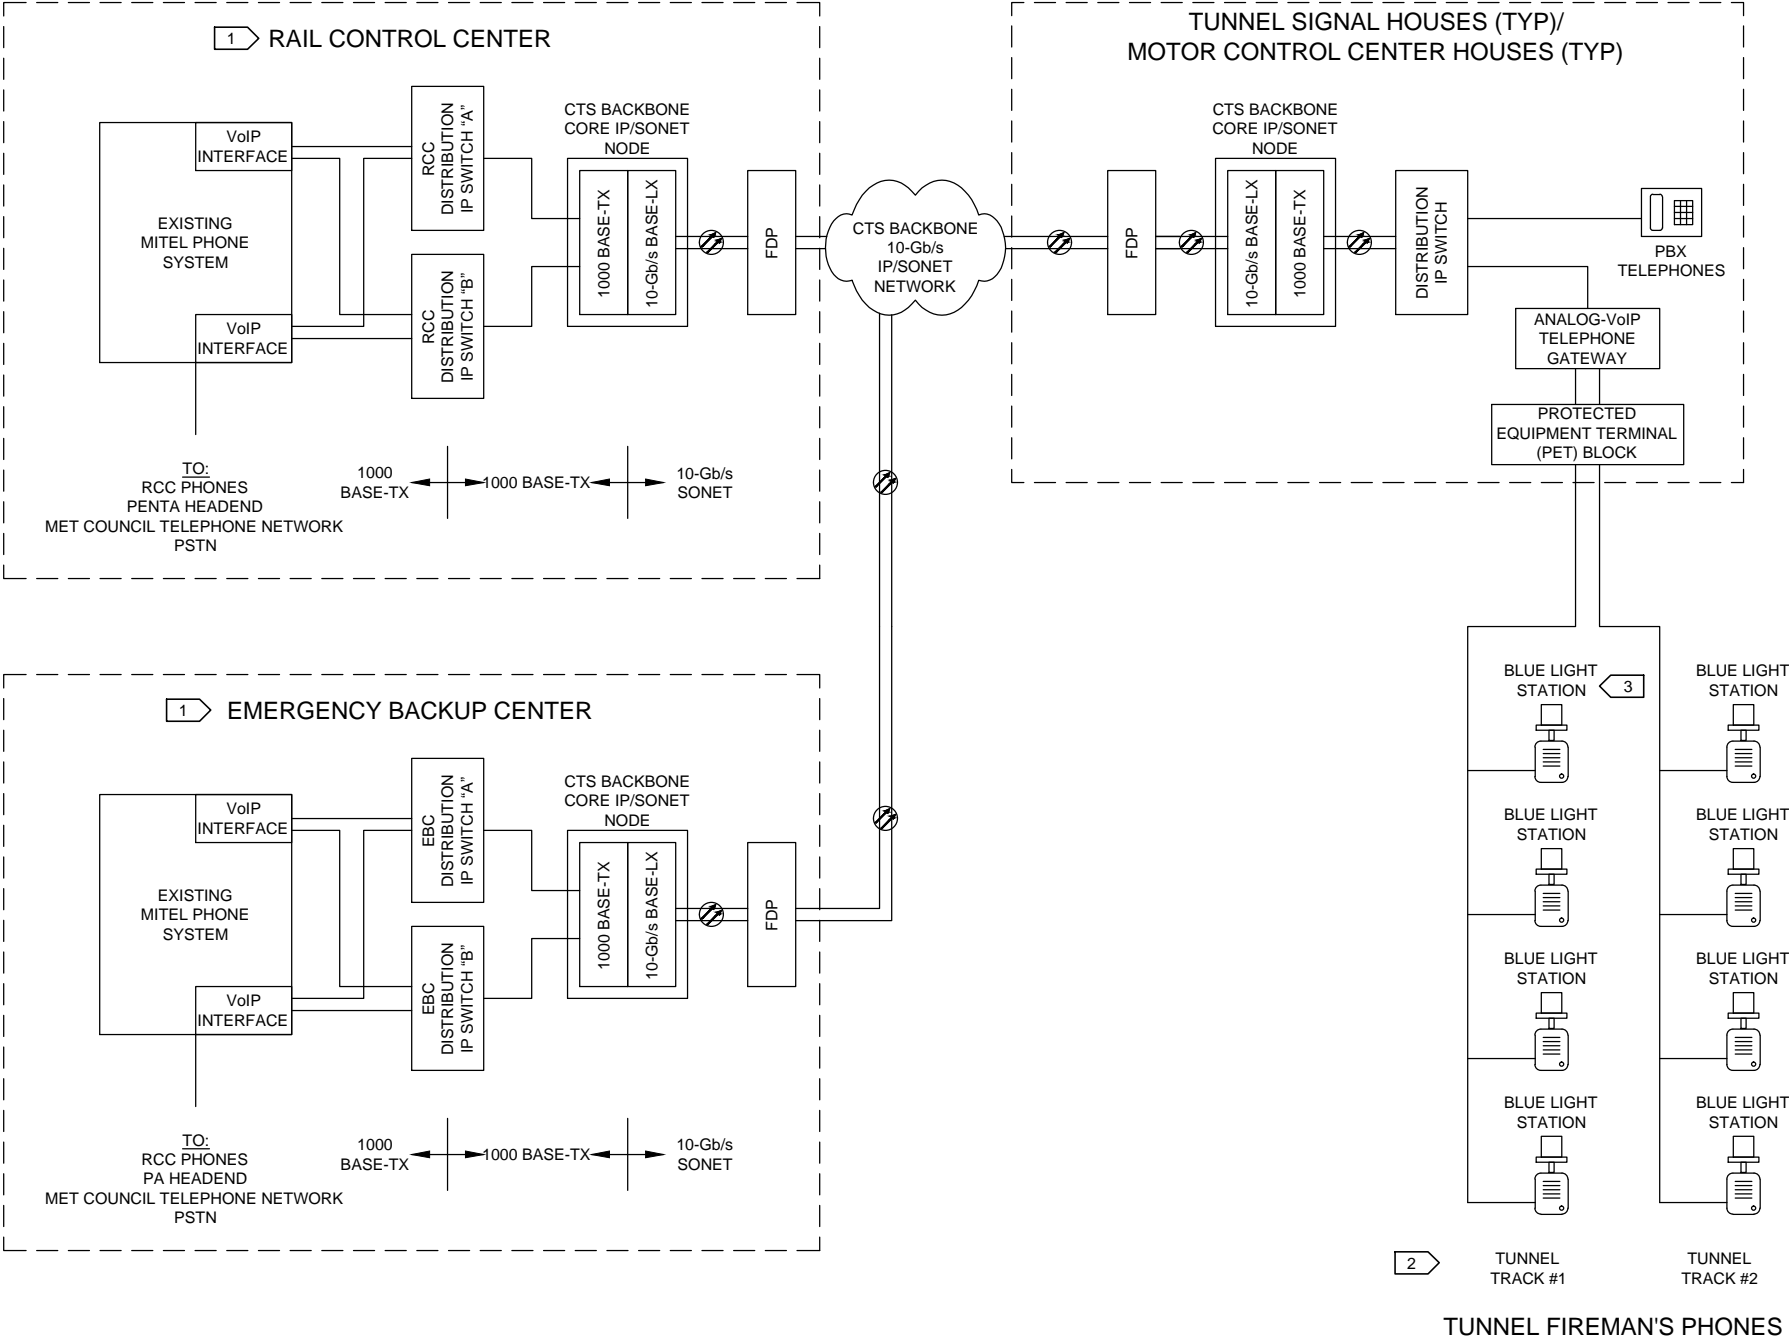 1
RAIL CONTROL CENTER
EXISTING
MITEL PHONE
SYSTEM
VoIP
INTERFACE
VoIP
INTERFACE
RCC
DISTRIBUTION
IP SWITCH “A”
RCC
DISTRIBUTION
IP SWITCH “B”
CTS BACKBONE
CORE IP/SONET
NODE
1000 BASE-TX
10-Gb/s BASE-LX
FDP
TO:
RCC PHONES
PENTA HEADEND
MET COUNCIL TELEPHONE NETWORK
PSTN
1000
BASE-TX
1000 BASE-TX
10-Gb/s
SONET
CTS BACKBONE
10-Gb/s
IP/SONET
NETWORK
TUNNEL SIGNAL HOUSES (TYP)/
MOTOR CONTROL CENTER HOUSES (TYP)
FDP
CTS BACKBONE
CORE IP/SONET
NODE
10-Gb/s BASE-LX
1000 BASE-TX
DISTRIBUTION
IP SWITCH
PBX
TELEPHONES
ANALOG-VoIP
TELEPHONE
GATEWAY
PROTECTED
EQUIPMENT TERMINAL
(PET) BLOCK
1
EMERGENCY BACKUP CENTER
EXISTING
MITEL PHONE
SYSTEM
VoIP
INTERFACE
VoIP
INTERFACE
EBC
DISTRIBUTION
IP SWITCH “A”
EBC
DISTRIBUTION
IP SWITCH “B”
CTS BACKBONE
CORE IP/SONET
NODE
1000 BASE-TX
10-Gb/s BASE-LX
FDP
TO:
RCC PHONES
PA HEADEND
MET COUNCIL TELEPHONE NETWORK
PSTN
1000
BASE-TX
1000 BASE-TX
10-Gb/s
SONET
BLUE LIGHT
STATION
3
BLUE LIGHT
STATION
BLUE LIGHT
STATION
BLUE LIGHT
STATION
BLUE LIGHT
STATION
BLUE LIGHT
STATION
BLUE LIGHT
STATION
BLUE LIGHT
STATION
2
TUNNEL
TRACK #1
TUNNEL
TRACK #2
TUNNEL FIREMAN'S PHONES